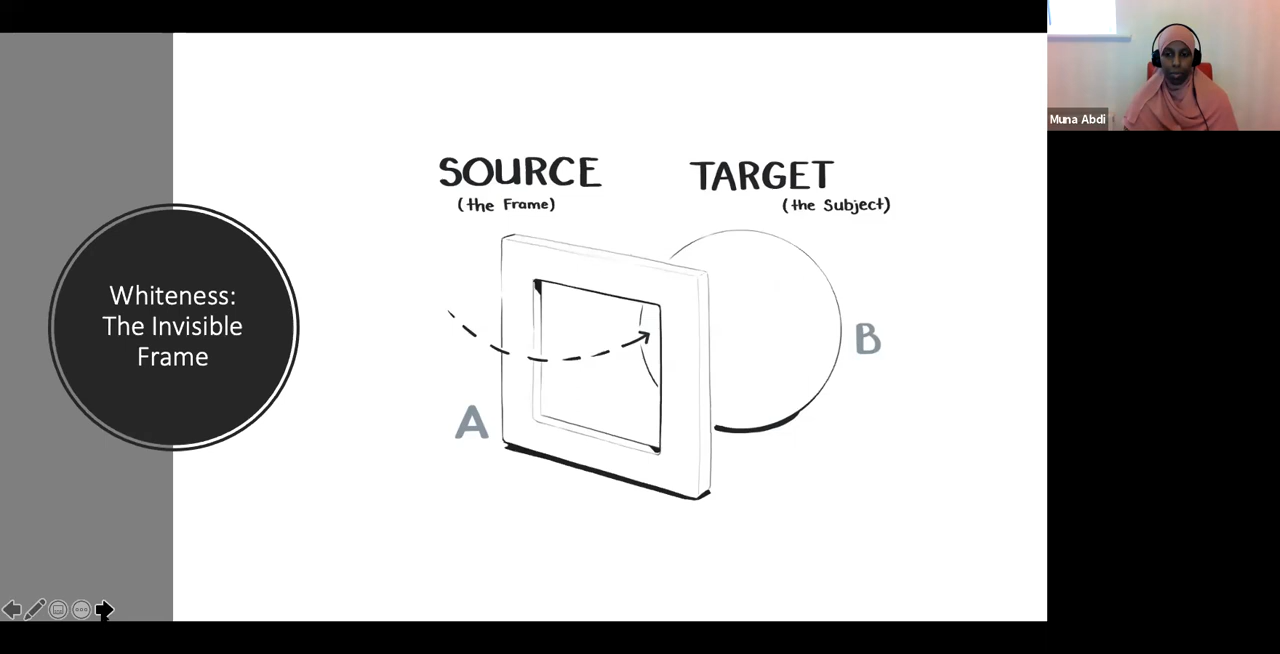 Whiteness:
The Invisible
Frame
SOURCE
(the Frame)
TARGET
(the Subject)
A
B
Muna Abdi